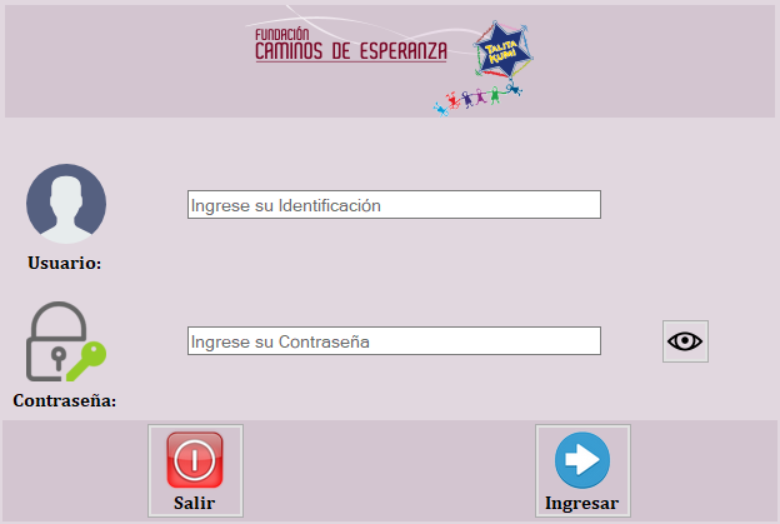 FUNDACIÓN
CAMINOS DE ESPERANZA
TALITA
KUMI
Ingrese su Identificación
Usuario:
Ingrese su Contraseña
Contraseña:
Salir
Ingresar